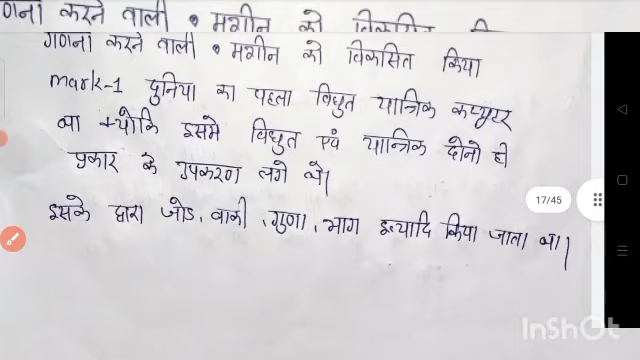 गणना करने वाली • मशीन को विकसित
गणना करने वाली • मशीन को विकसित किया
mark-1 दुनिया का पहला विधुत यान्त्रिक कम्प्यूटर
था क्योकि इसमे विधुत एवं यान्त्रिक दोनो ही
प्रकार के उपकरण लगे थे|
इसके द्वारा जोड, वाकी, गुणा, भाग इत्यादि किया जाता था|
17/45
InShOt